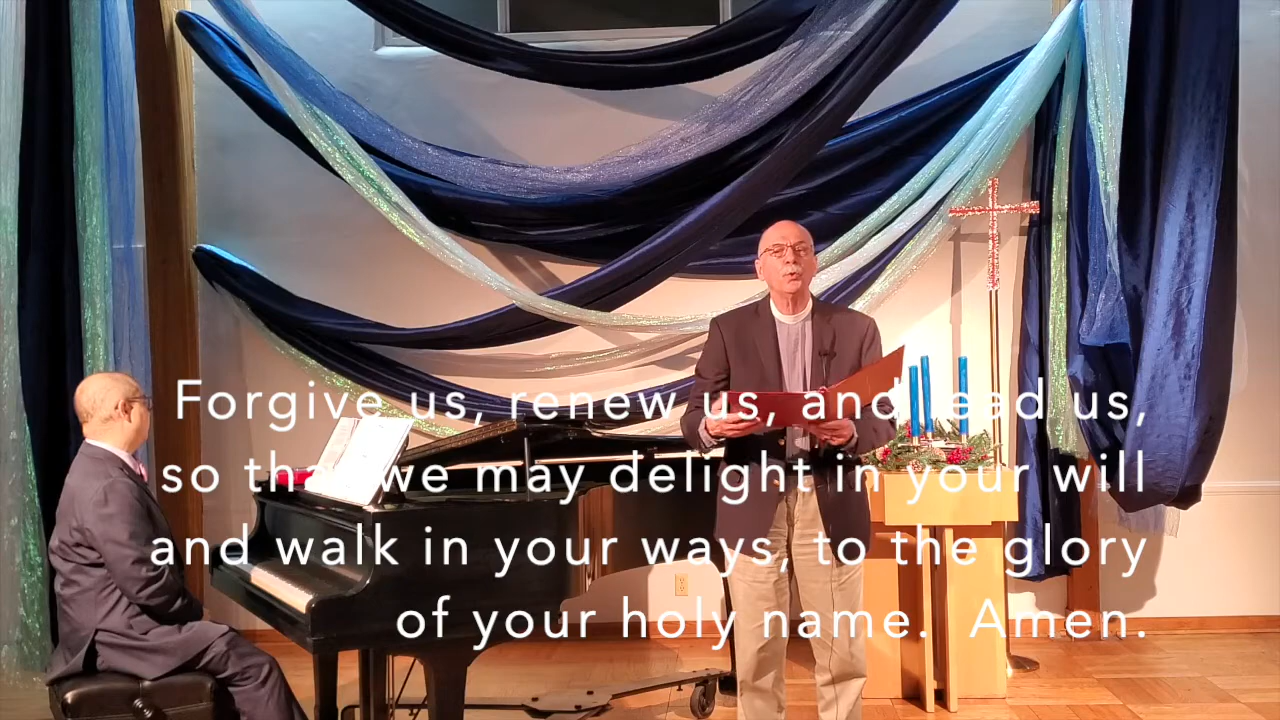 Forgive us, renew us, and lead us,
so that we may delight in your will
and walk in your ways, to the glory
of your holy name. Amen.